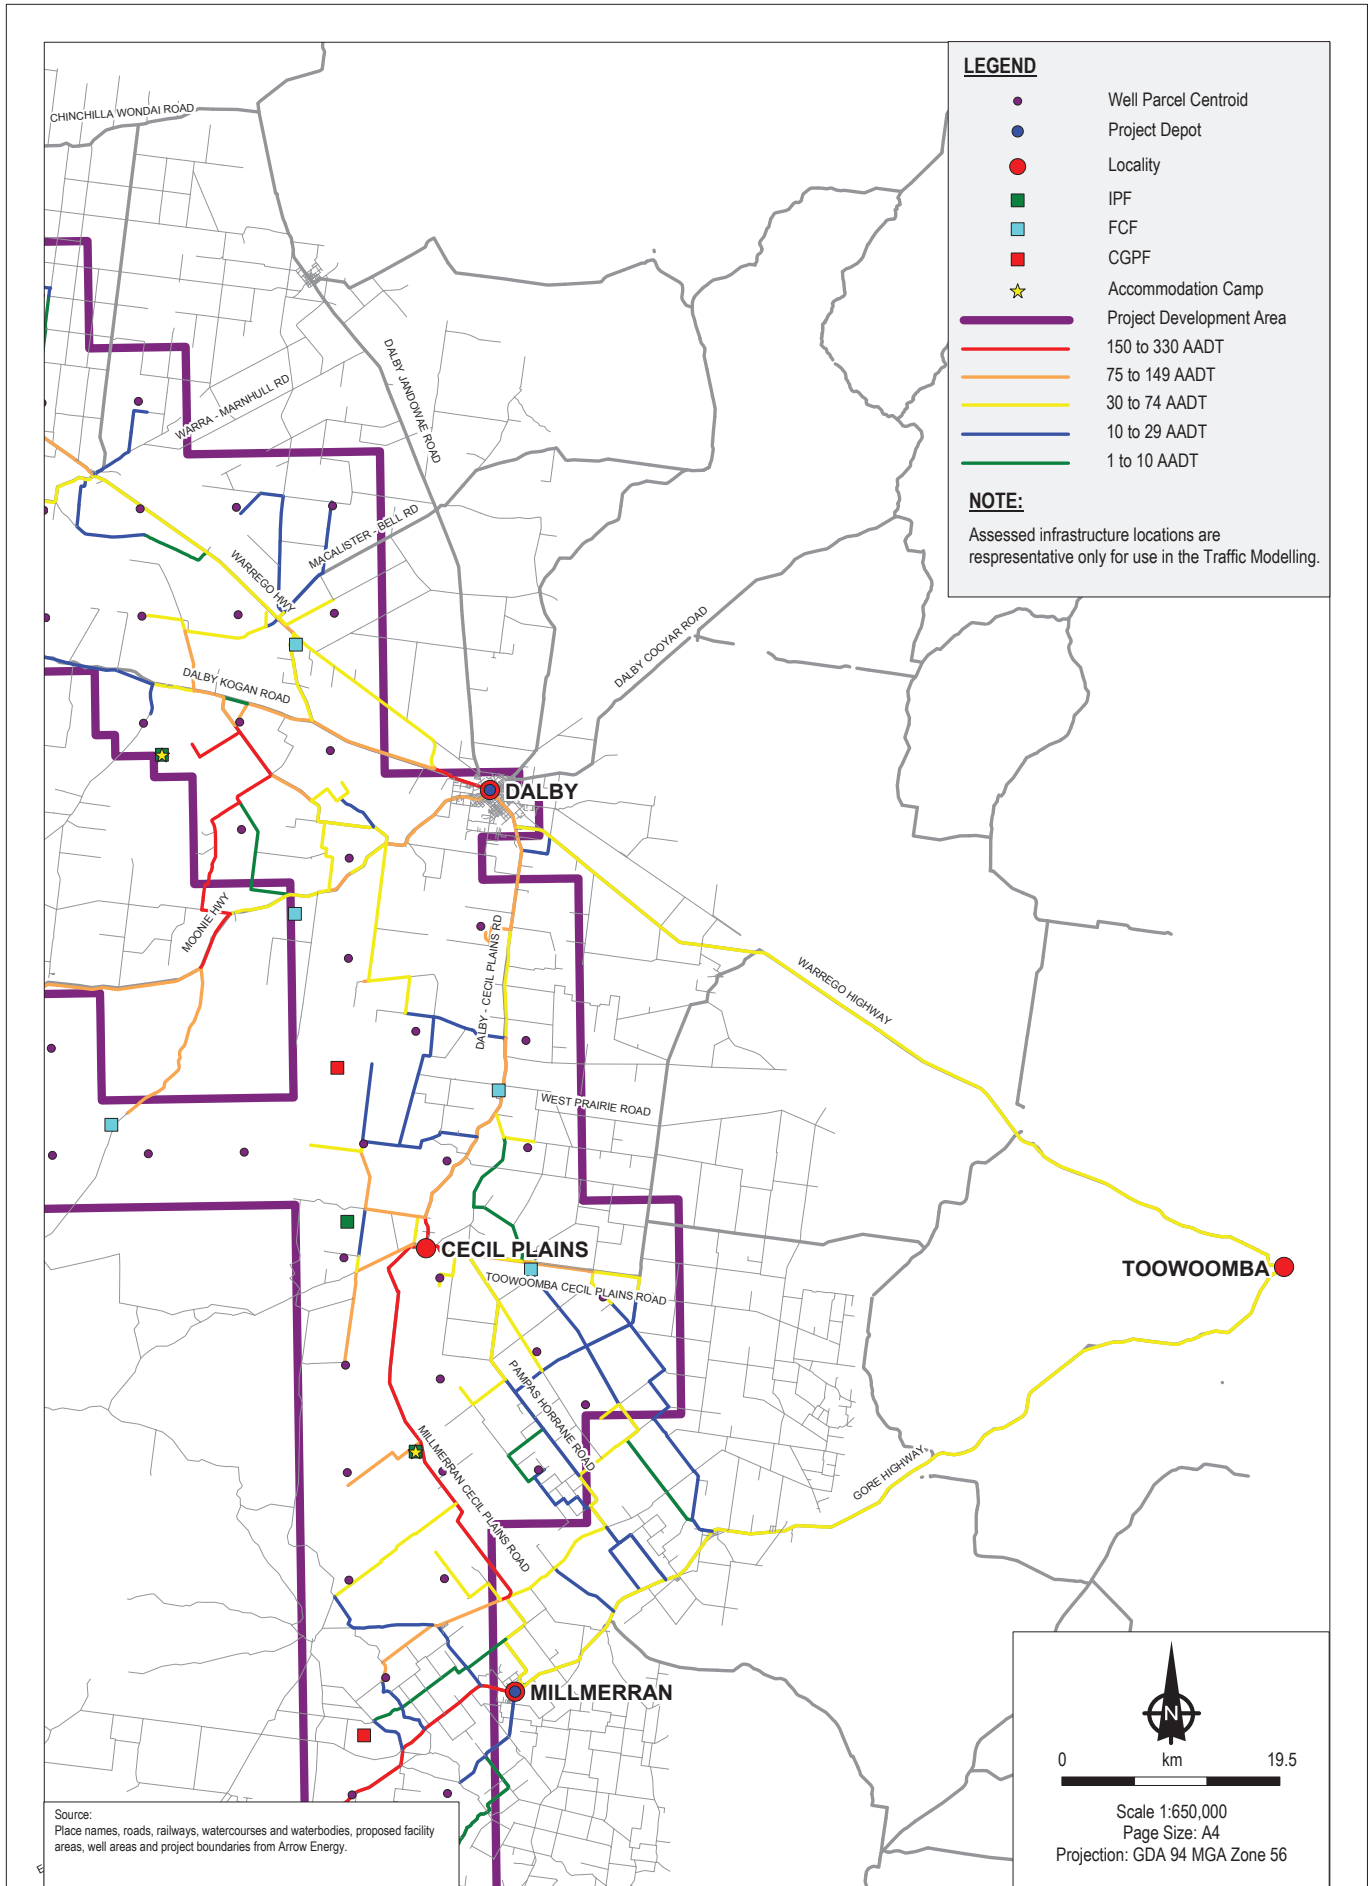 LEGEND
Well Parcel Centroid
Project Depot
Locality
IPF
FCF
CGPF
Accommodation Camp
Project Development Area
150 to 330 AADT
75 to 149 AADT
30 to 74 AADT
10 to 29 AADT
1 to 10 AADT
NOTE:
Assessed infrastructure locations are
respresentative only for use in the Traffic Modelling.
CHINCHILLA WONDAI ROAD
DALBY JANDOWAE ROAD
WARRA - MARNHULL RD
MACALISTER - BELL RD
WARREGO HWY
DALBY COOYAR ROAD
DALBY KOGAN ROAD
DALBY
MOONIE HWY
DALBY - CECIL PLAINS RD
WARREGO HIGHWAY
WEST PRAIRIE ROAD
CECIL PLAINS
TOOWOOMBA
TOOWOOMBA CECIL PLAINS ROAD
PAMPAS HORRANE ROAD
MILLMERRAN CECIL PLAINS ROAD
GORE HIGHWAY
MILLMERRAN
N
0 km 19.5
Scale 1:650,000
Page Size: A4
Projection: GDA 94 MGA Zone 56
Source:
Place names, roads, railways, watercourses and waterbodies, proposed facility
areas, well areas and project boundaries from Arrow Energy.